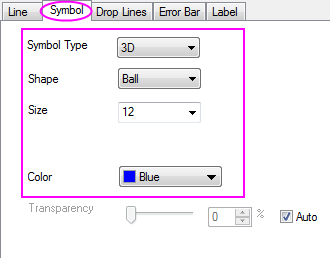 Line Symbol Drop Lines Error Bar Label
Symbol Type 3D
Shape Ball
Size 12
Color Blue
Transparency 0 % Auto